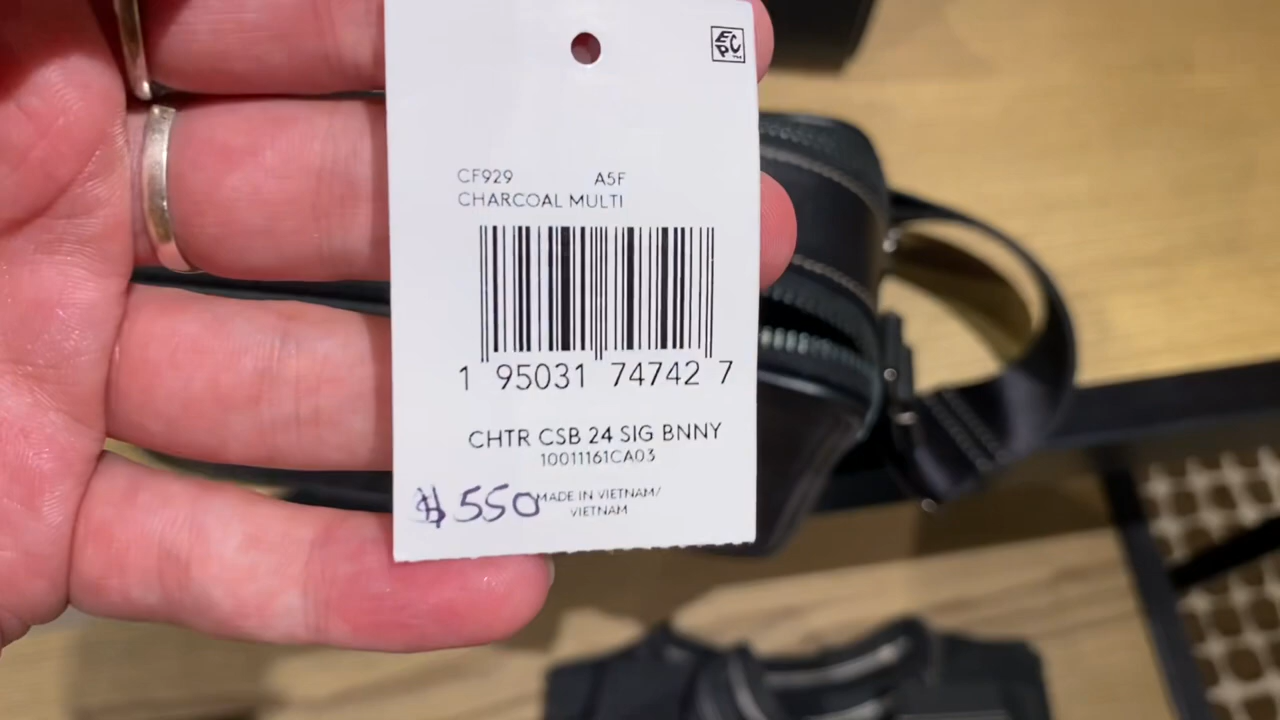 EPC
CF929 A5F
CHARCOAL MULTI
1 95031 74742 7
CHTR CSB 24 SIG BNNY
10011161CA03
$550 MADE IN VIETNAM/
VIETNAM